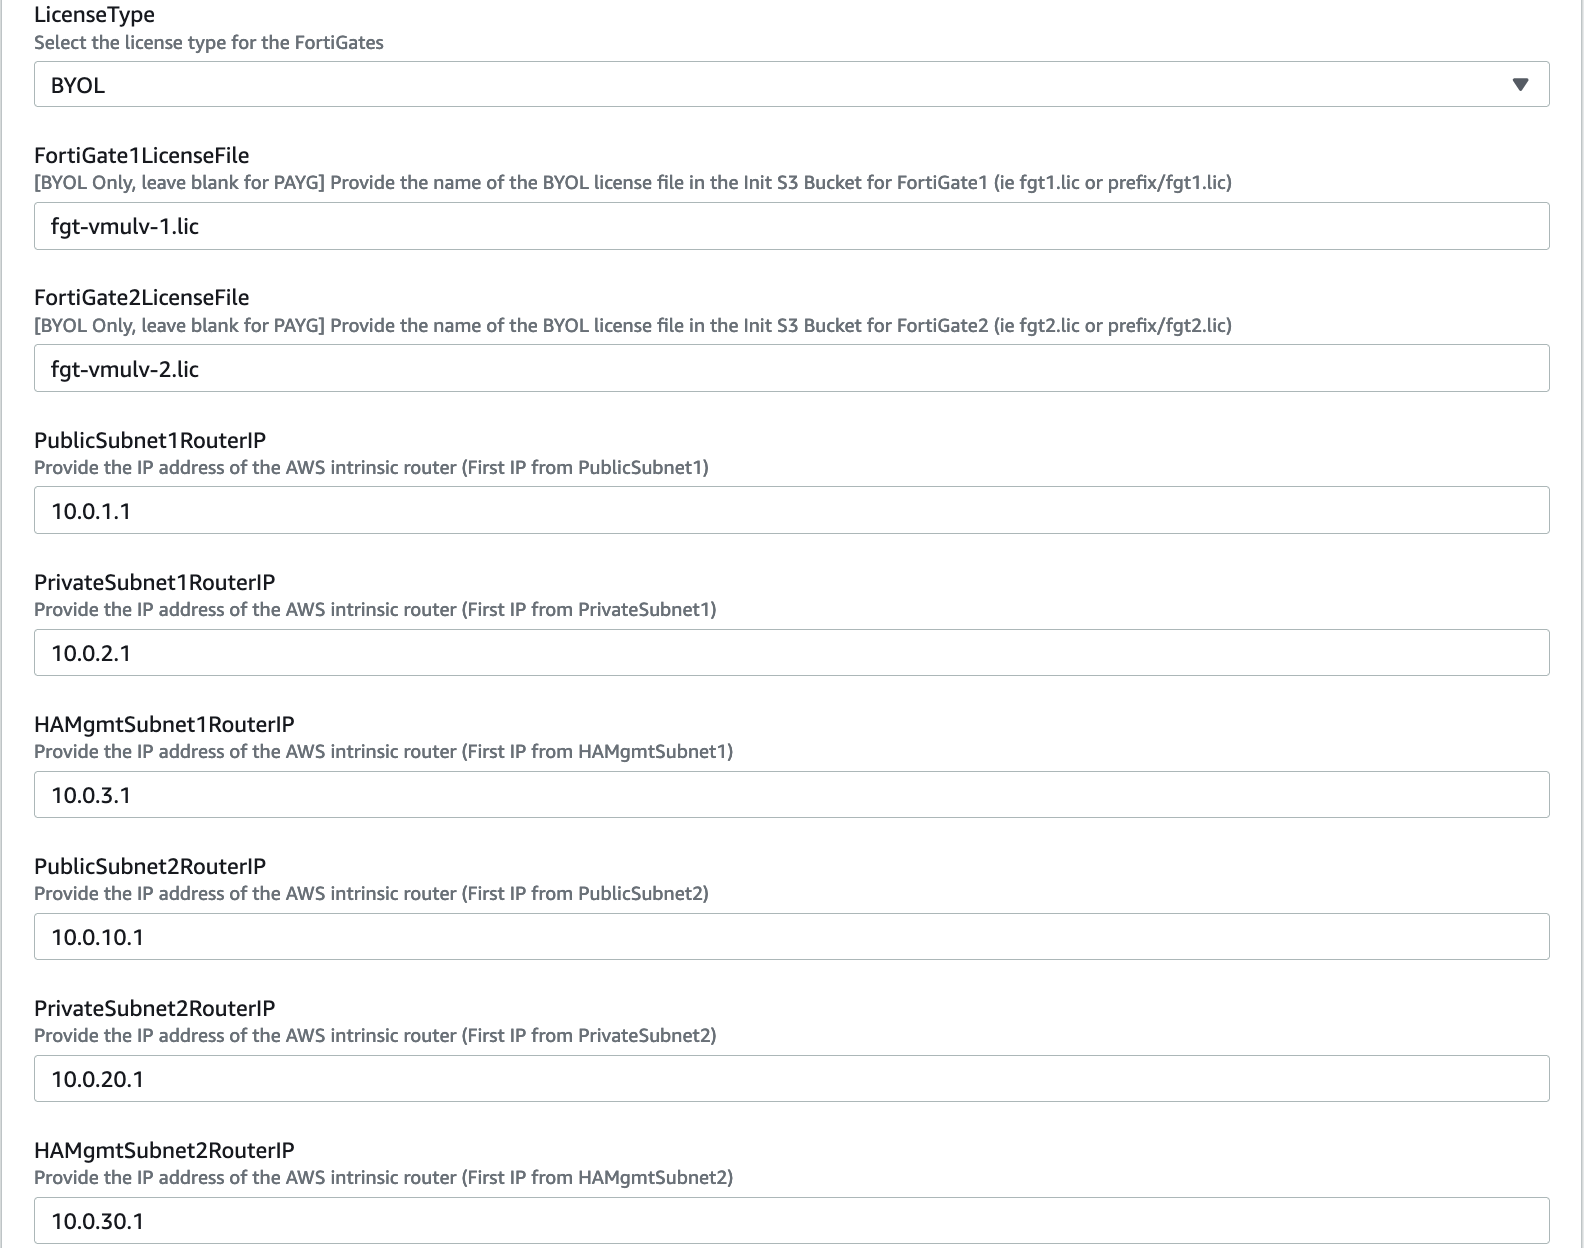 LicenseType
Select the license type for the FortiGates
BYOL
FortiGate1LicenseFile
[BYOL Only, leave blank for PAYG] Provide the name of the BYOL license file in the Init S3 Bucket for FortiGate1 (ie fgt1.lic or prefix/fgt1.lic)
fgt-vmulv-1.lic
FortiGate2LicenseFile
[BYOL Only, leave blank for PAYG] Provide the name of the BYOL license file in the Init S3 Bucket for FortiGate2 (ie fgt2.lic or prefix/fgt2.lic)
fgt-vmulv-2.lic
PublicSubnet1RouterIP
Provide the IP address of the AWS intrinsic router (First IP from PublicSubnet1)
10.0.1.1
PrivateSubnet1RouterIP
Provide the IP address of the AWS intrinsic router (First IP from PrivateSubnet1)
10.0.2.1
HAMgmtSubnet1RouterIP
Provide the IP address of the AWS intrinsic router (First IP from HAMgmtSubnet1)
10.0.3.1
PublicSubnet2RouterIP
Provide the IP address of the AWS intrinsic router (First IP from PublicSubnet2)
10.0.10.1
PrivateSubnet2RouterIP
Provide the IP address of the AWS intrinsic router (First IP from PrivateSubnet2)
10.0.20.1
HAMgmtSubnet2RouterIP
Provide the IP address of the AWS intrinsic router (First IP from HAMgmtSubnet2)
10.0.30.1